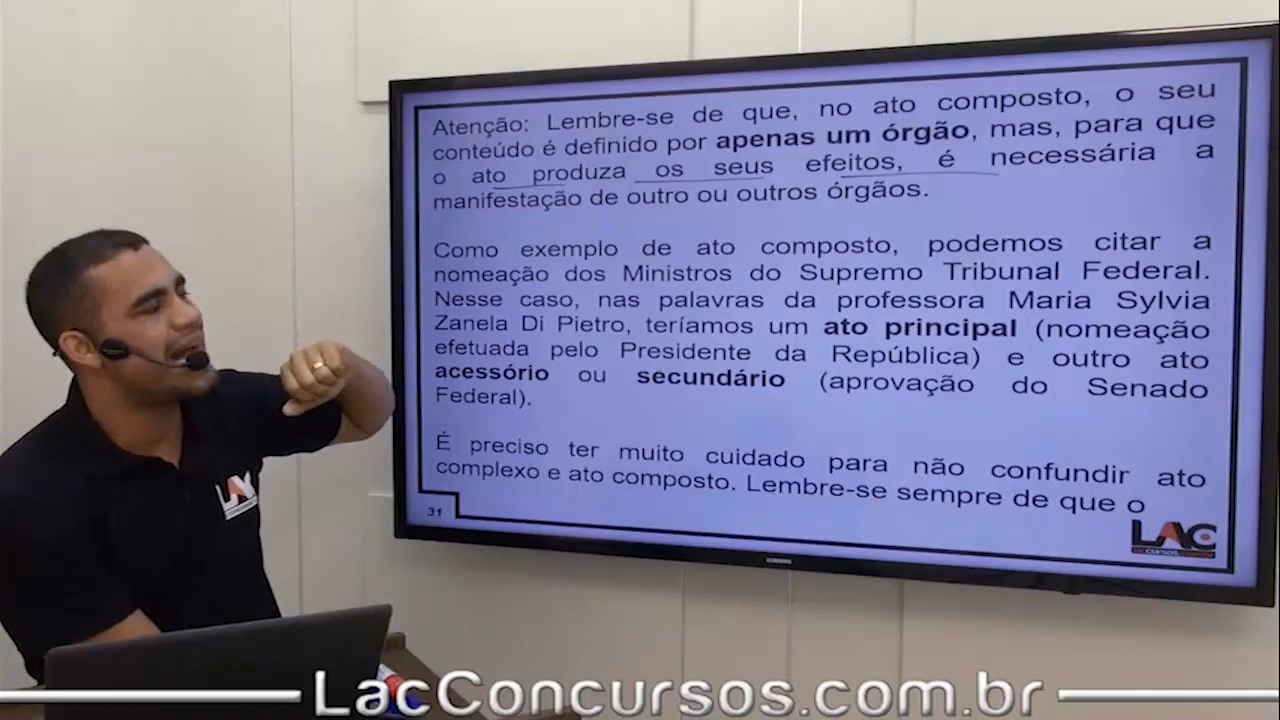 Atenção: Lembre-se de que, no ato composto, o seu
conteúdo é definido por apenas um órgão, mas, para que
o ato produza os seus efeitos, é necessária a
manifestação de outro ou outros órgãos.
Como exemplo de ato composto, podemos citar a
nomeação dos Ministros do Supremo Tribunal Federal.
Nesse caso, nas palavras da professora Maria Sylvia
Zanela Di Pietro, teríamos um ato principal (nomeação
efetuada pelo Presidente da República) e outro ato
acessório ou secundário (aprovação do Senado
Federal).
É preciso ter muito cuidado para não confundir ato
complexo e ato composto. Lembre-se sempre de que o
31
LAC
LAC
SAMSUNG
LacConcursos.com.br